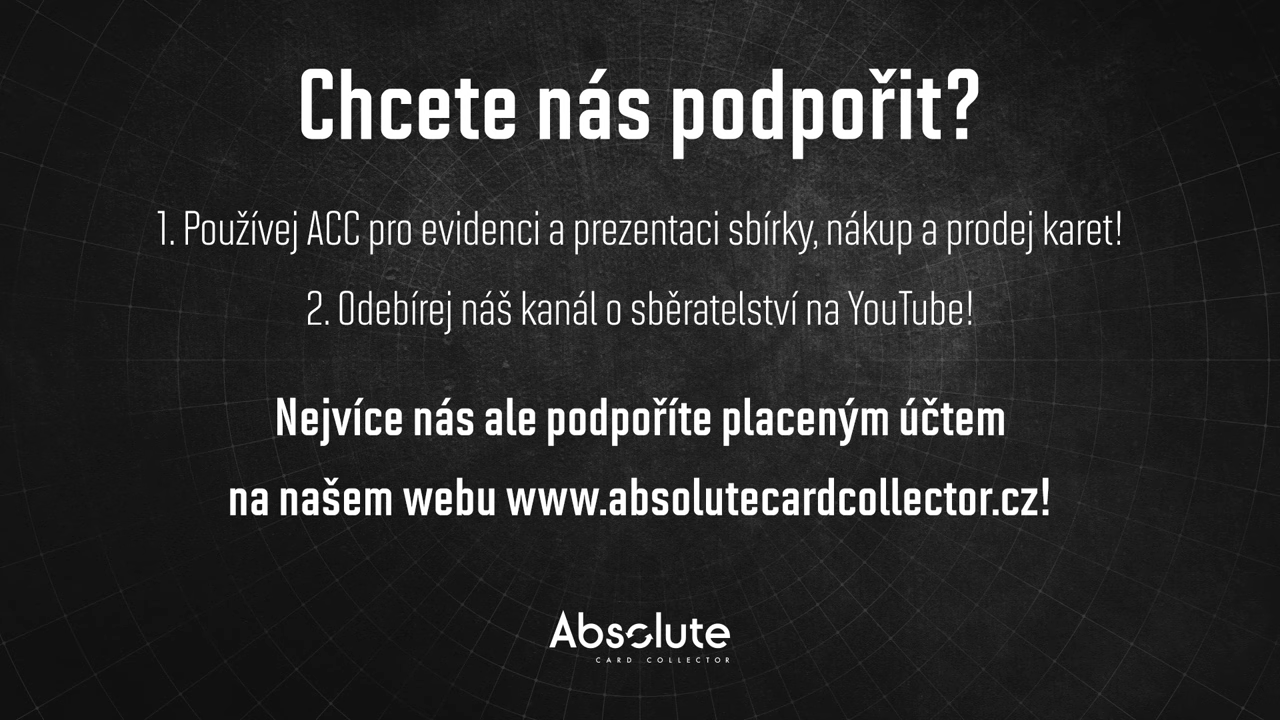 Chcete nás podpořit?
1. Používej ACC pro evidenci a prezentaci sbírky, nákup a prodej karet!
2. Odebírej náš kanál o sběratelství na YouTube!
Nejvíce nás ale podpoříte placeným účtem
na našem webu www.absolutecardcollector.cz!
Absolute
CARD COLLECTOR